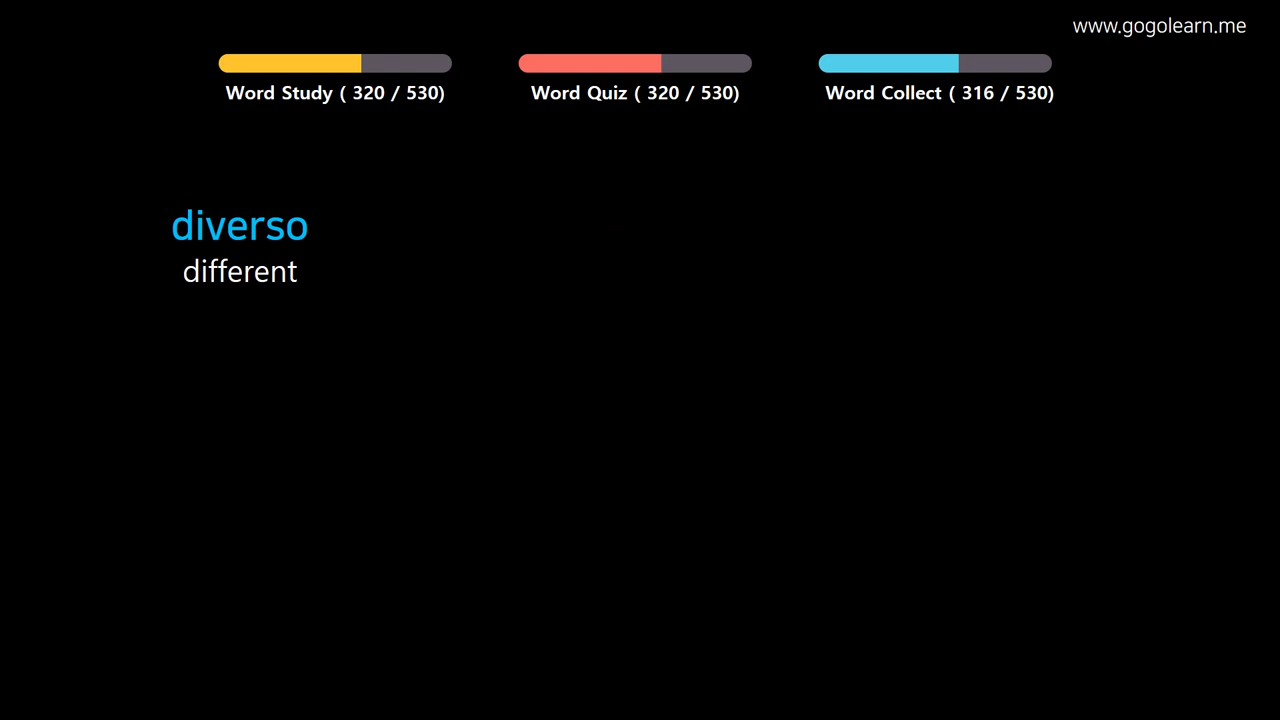 www.gogolearn.me
Word Study ( 320 / 530)
Word Quiz ( 320 / 530)
Word Collect ( 316 / 530)
diverso
different